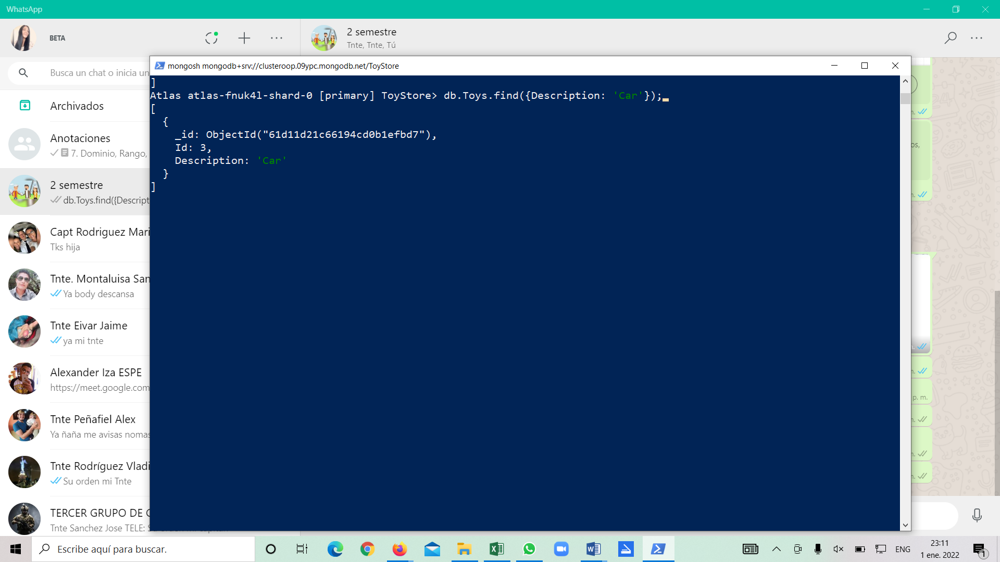 WhatsApp
BETA
2 semestre
Tnte, Tnte, Tú
Busca un chat o inicia un
Archivados
Anotaciones
7. Dominio, Rango,
2 semestre
db.Toys.find({Descript
Capt Rodriguez Mari
Tks hija
Tnte. Montaluisa San
Ya body descansa
Tnte Eivar Jaime
ya mi tnte
Alexander Iza ESPE
https://meet.google.com
Tnte Peñafiel Alex
Ya ñaña me avisas nomas
Tnte Rodríguez Vladi
Su orden mi Tnte
TERCER GRUPO DE
Tnte Sanchez Jose TELE:
mongosh mongodb+srv://clusteroop.09ypc.mongodb.net/ToyStore
]
Atlas atlas-fnuk4l-shard-0 [primary] ToyStore> db.Toys.find({Description: 'Car'});
[
{
_id: ObjectId("61d11d21c66194cd0b1efbd7"),
Id: 3,
Description: 'Car'
}
]
os,
p. m.
Escribe aquí para buscar.
ENG
23:11
1 ene. 2022
1